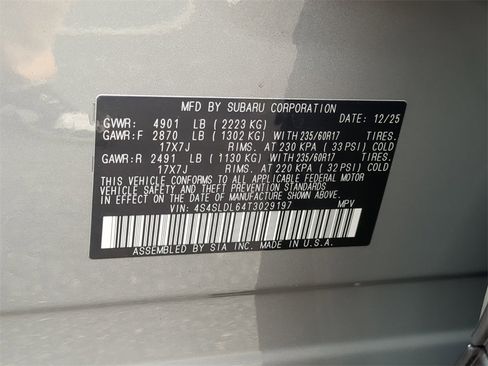 MFD BY SUBARU CORPORATION DATE: 12/25
GVWR: 4901 LB (2223 KG)
GAWR:F 2870 LB (1302 KG) WITH 235/60R17 TIRES.
17X7J RIMS. AT 230 KPA (33 PSI) COLD
GAWR:R 2491 LB (1130 KG) WITH 235/60R17 TIRES.
17X7J RIMS. AT 220 KPA (32 PSI) COLD
THIS VEHICLE CONFORMS TO ALL APPLICABLE FEDERAL MOTOR
VEHICLE SAFETY AND THEFT PREVENTION STANDARDS IN EFFECT ON THE
DATE OF MANUFACTURE SHOWN ABOVE.
VIN: 4S4SLDL64T3029197 MPV
ASSEMBLED BY SIA INC. MADE IN U.S.A.